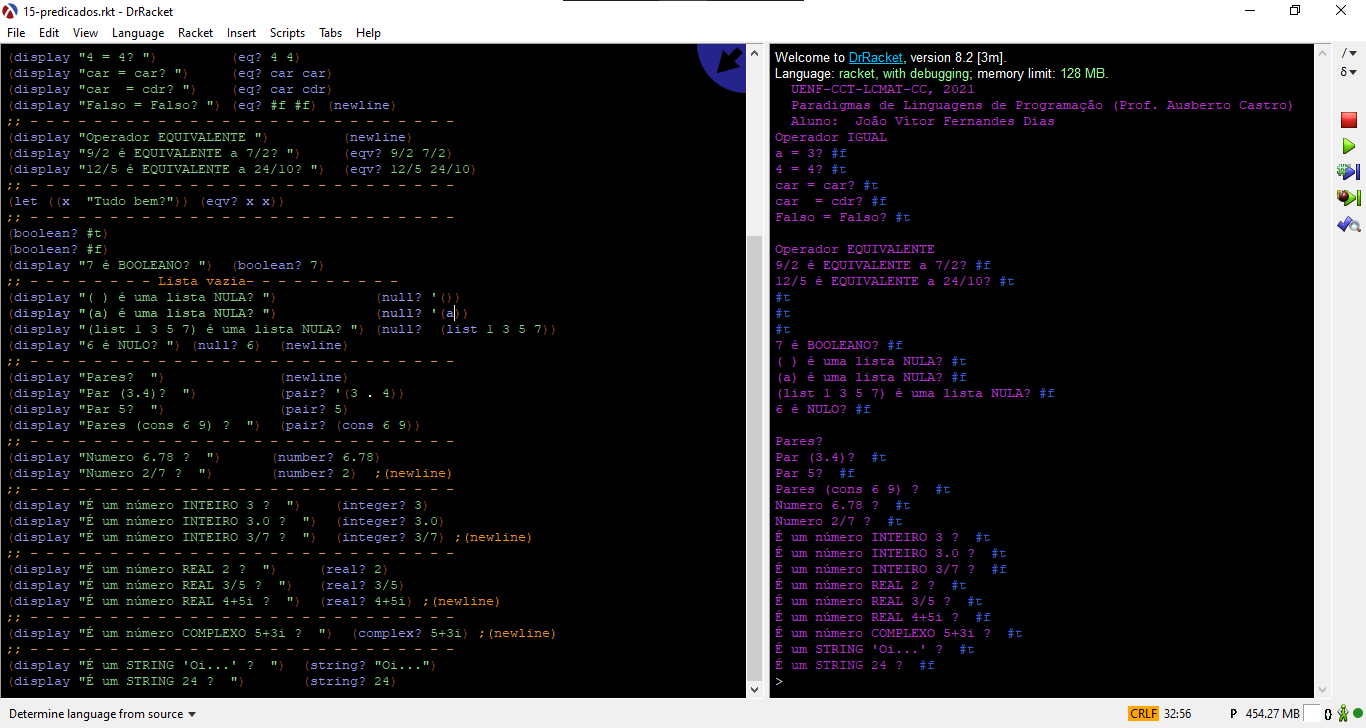 15-predicados.rkt - DrRacket
File Edit View Language Racket Insert Scripts Tabs Help
(display "4 = 4? ")         (eq? 4 4)
(display "car = car? ")     (eq? car car)
(display "car  = cdr? ")    (eq? car cdr)
(display "Falso = Falso? ") (eq? #f #f) (newline)
;; - - - - - - - - - - - - - - - - - - - - - - - - - - -
(display "Operador EQUIVALENTE ")         (newline)
(display "9/2 é EQUIVALENTE a 7/2? ")     (eqv? 9/2 7/2)
(display "12/5 é EQUIVALENTE a 24/10? ")  (eqv? 12/5 24/10)
;; - - - - - - - - - - - - - - - - - - - - - - - - - - -
(let ((x  "Tudo bem?")) (eqv? x x))
;; - - - - - - - - - - - - - - - - - - - - - - - - - - -
(boolean? #t)
(boolean? #f)
(display "7 é BOOLEANO? ")  (boolean? 7)
;; - - - - - - - - Lista vazia- - - - - - - - - -
(display "( ) é uma lista NULA? ")            (null? '())
(display "(a) é uma lista NULA? ")            (null? '(a))
(display "(list 1 3 5 7) é uma lista NULA? ") (null?  (list 1 3 5 7))
(display "6 é NULO? ") (null? 6)  (newline)
;; - - - - - - - - - - - - - - - - - - - - - - - - - - -
(display "Pares?  ")              (newline)
(display "Par (3.4)?  ")          (pair? '(3 . 4))
(display "Par 5?  ")              (pair? 5)
(display "Pares (cons 6 9) ?  ")  (pair? (cons 6 9))
;; - - - - - - - - - - - - - - - - - - - - - - - - - - -
(display "Numero 6.78 ?  ")      (number? 6.78)
(display "Numero 2/7 ?  ")       (number? 2)  ;(newline)
;; - - - - - - - - - - - - - - - - - - - - - - - - - - -
(display "É um número INTEIRO 3 ?  ")    (integer? 3)
(display "É um número INTEIRO 3.0 ?  ")  (integer? 3.0)
(display "É um número INTEIRO 3/7 ?  ")  (integer? 3/7) ;(newline)
;; - - - - - - - - - - - - - - - - - - - - - - - - - - -
(display "É um número REAL 2 ?  ")     (real? 2)
(display "É um número REAL 3/5 ?  ")   (real? 3/5)
(display "É um número REAL 4+5i ?  ")  (real? 4+5i) ;(newline)
;; - - - - - - - - - - - - - - - - - - - - - - - - - - -
(display "É um número COMPLEXO 5+3i ?  ")  (complex? 5+3i) ;(newline)
;; - - - - - - - - - - - - - - - - - - - - - - - - - - -
(display "É um STRING 'Oi...' ?  ")  (string? "Oi...")
(display "É um STRING 24 ?  ")       (string? 24)
Welcome to DrRacket, version 8.2 [3m].
Language: racket, with debugging; memory limit: 128 MB.
UENF-CCT-LCMAT-CC, 2021
Paradigmas de Linguagens de Programação (Prof. Ausberto Castro)
Aluno:  João Vítor Fernandes Dias
Operador IGUAL
a = 3? #f
4 = 4? #t
car = car? #t
car  = cdr? #f
Falso = Falso? #t
Operador EQUIVALENTE
9/2 é EQUIVALENTE a 7/2? #f
12/5 é EQUIVALENTE a 24/10? #t
#t
#t
#t
7 é BOOLEANO? #f
( ) é uma lista NULA? #t
(a) é uma lista NULA? #f
(list 1 3 5 7) é uma lista NULA? #f
6 é NULO? #f
Pares?
Par (3.4)?  #t
Par 5?  #f
Pares (cons 6 9) ?  #t
Numero 6.78 ?  #t
Numero 2/7 ?  #t
É um número INTEIRO 3 ?  #t
É um número INTEIRO 3.0 ?  #t
É um número INTEIRO 3/7 ?  #f
É um número REAL 2 ?  #t
É um número REAL 3/5 ?  #t
É um número REAL 4+5i ?  #f
É um número COMPLEXO 5+3i ?  #t
É um STRING 'Oi...' ?  #t
É um STRING 24 ?  #f
>
Determine language from source CRLF 32:56 P 454.27 MB